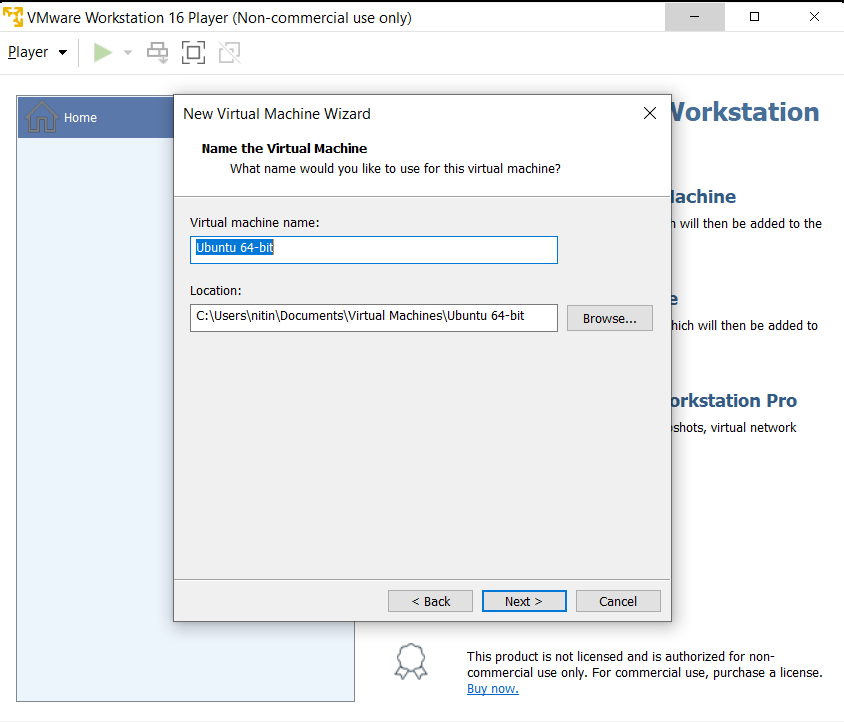 VMware Workstation 16 Player (Non-commercial use only)
Player
Home
New Virtual Machine Wizard
Name the Virtual Machine
What name would you like to use for this virtual machine?
Virtual machine name:
Ubuntu 64-bit
Location:
C:\Users\nitin\Documents\Virtual Machines\Ubuntu 64-bit
Browse...
< Back
Next >
Cancel
Workstation
will then be added to the
will then be added to
Workstation Pro
virtual network
This product is not licensed and is authorized for non-
commercial use only. For commercial use, purchase a license.
Buy now.